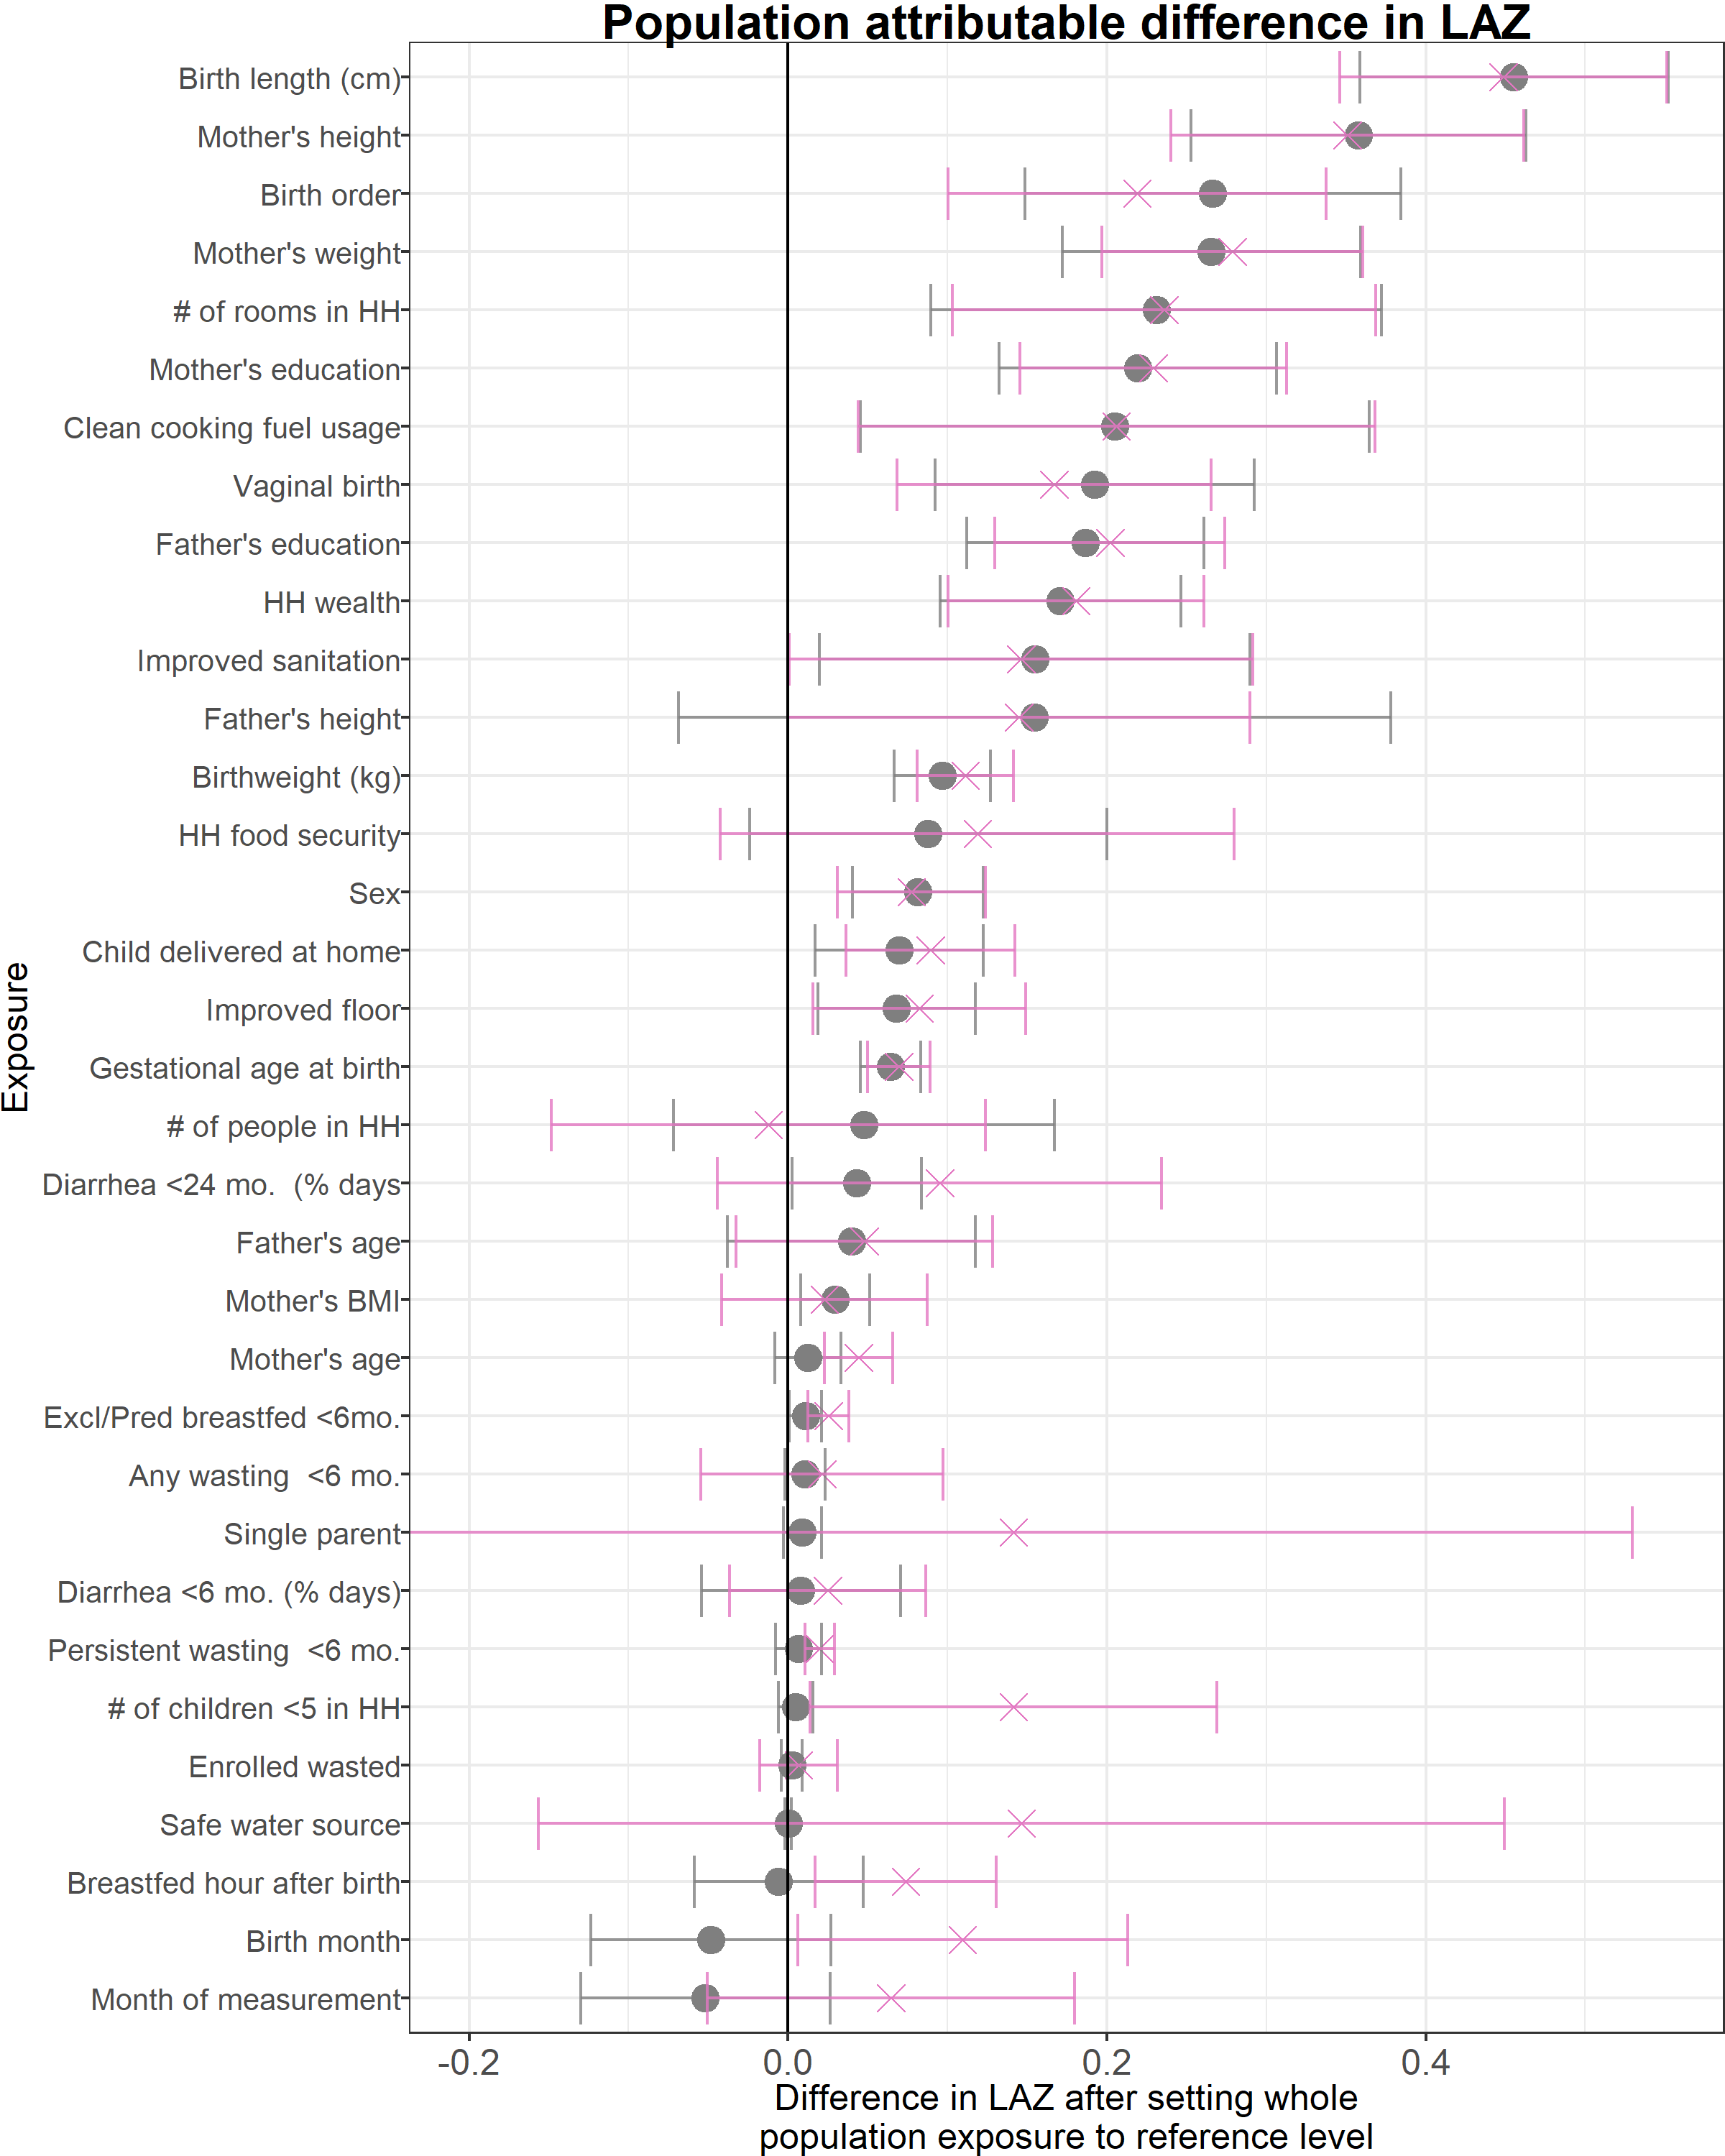 Population attributable difference in LAZ
Birth length (cm)
Mother's height
Birth order
Mother's weight
# of rooms in HH
Mother's education
Clean cooking fuel usage
Vaginal birth
Father's education
HH wealth
Improved sanitation
Father's height
Birthweight (kg)
HH food security
Sex
Child delivered at home
Improved floor
Gestational age at birth
# of people in HH
Diarrhea <24 mo.  (% days
Father's age
Mother's BMI
Mother's age
Excl/Pred breastfed <6mo.
Any wasting  <6 mo.
Single parent
Diarrhea <6 mo. (% days)
Persistent wasting  <6 mo.
# of children <5 in HH
Enrolled wasted
Safe water source
Breastfed hour after birth
Birth month
Month of measurement
Exposure
-0.2 0.0 0.2 0.4
Difference in LAZ after setting whole
population exposure to reference level